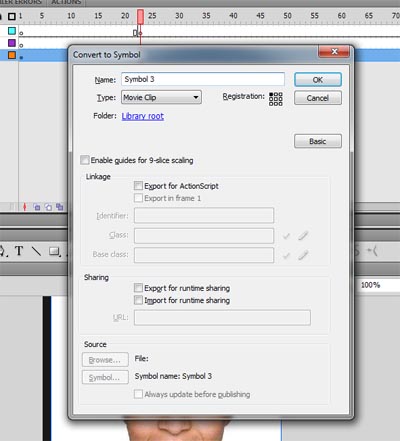 ILER ERRORS ACTIONS
1 5 10 15 20 25 30 35 40 45 50 55 60 65 70
Convert to Symbol
Name: Symbol 3 OK
Type: Movie Clip Registration: Cancel
Folder: Library root
Basic
Enable guides for 9-slice scaling
Linkage
Export for ActionScript
Export in frame 1
Identifier:
Class:
Base class:
T 100%
Sharing
Export for runtime sharing
Import for runtime sharing
URL:
Source
Browse... File:
Symbol... Symbol name: Symbol 3
Always update before publishing